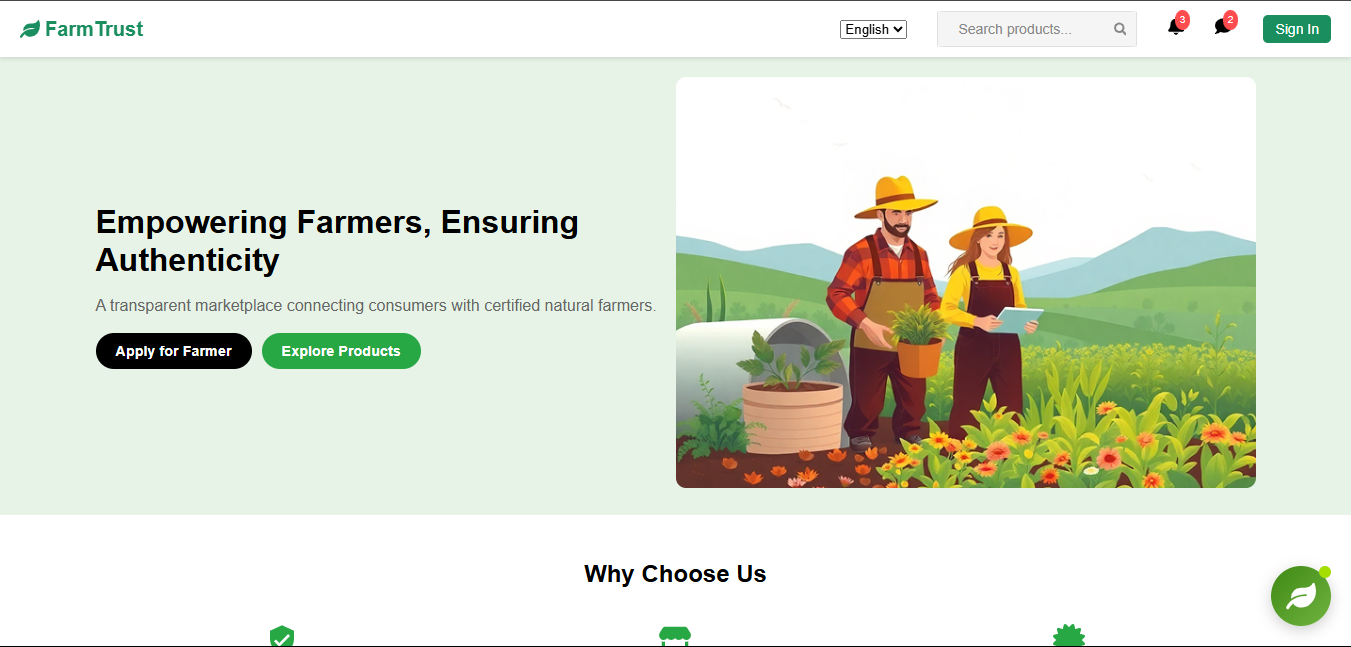 FarmTrust
English
Search products...
3
2
Sign In
Empowering Farmers, Ensuring
Authenticity
A transparent marketplace connecting consumers with certified natural farmers.
Apply for Farmer
Explore Products
Why Choose Us